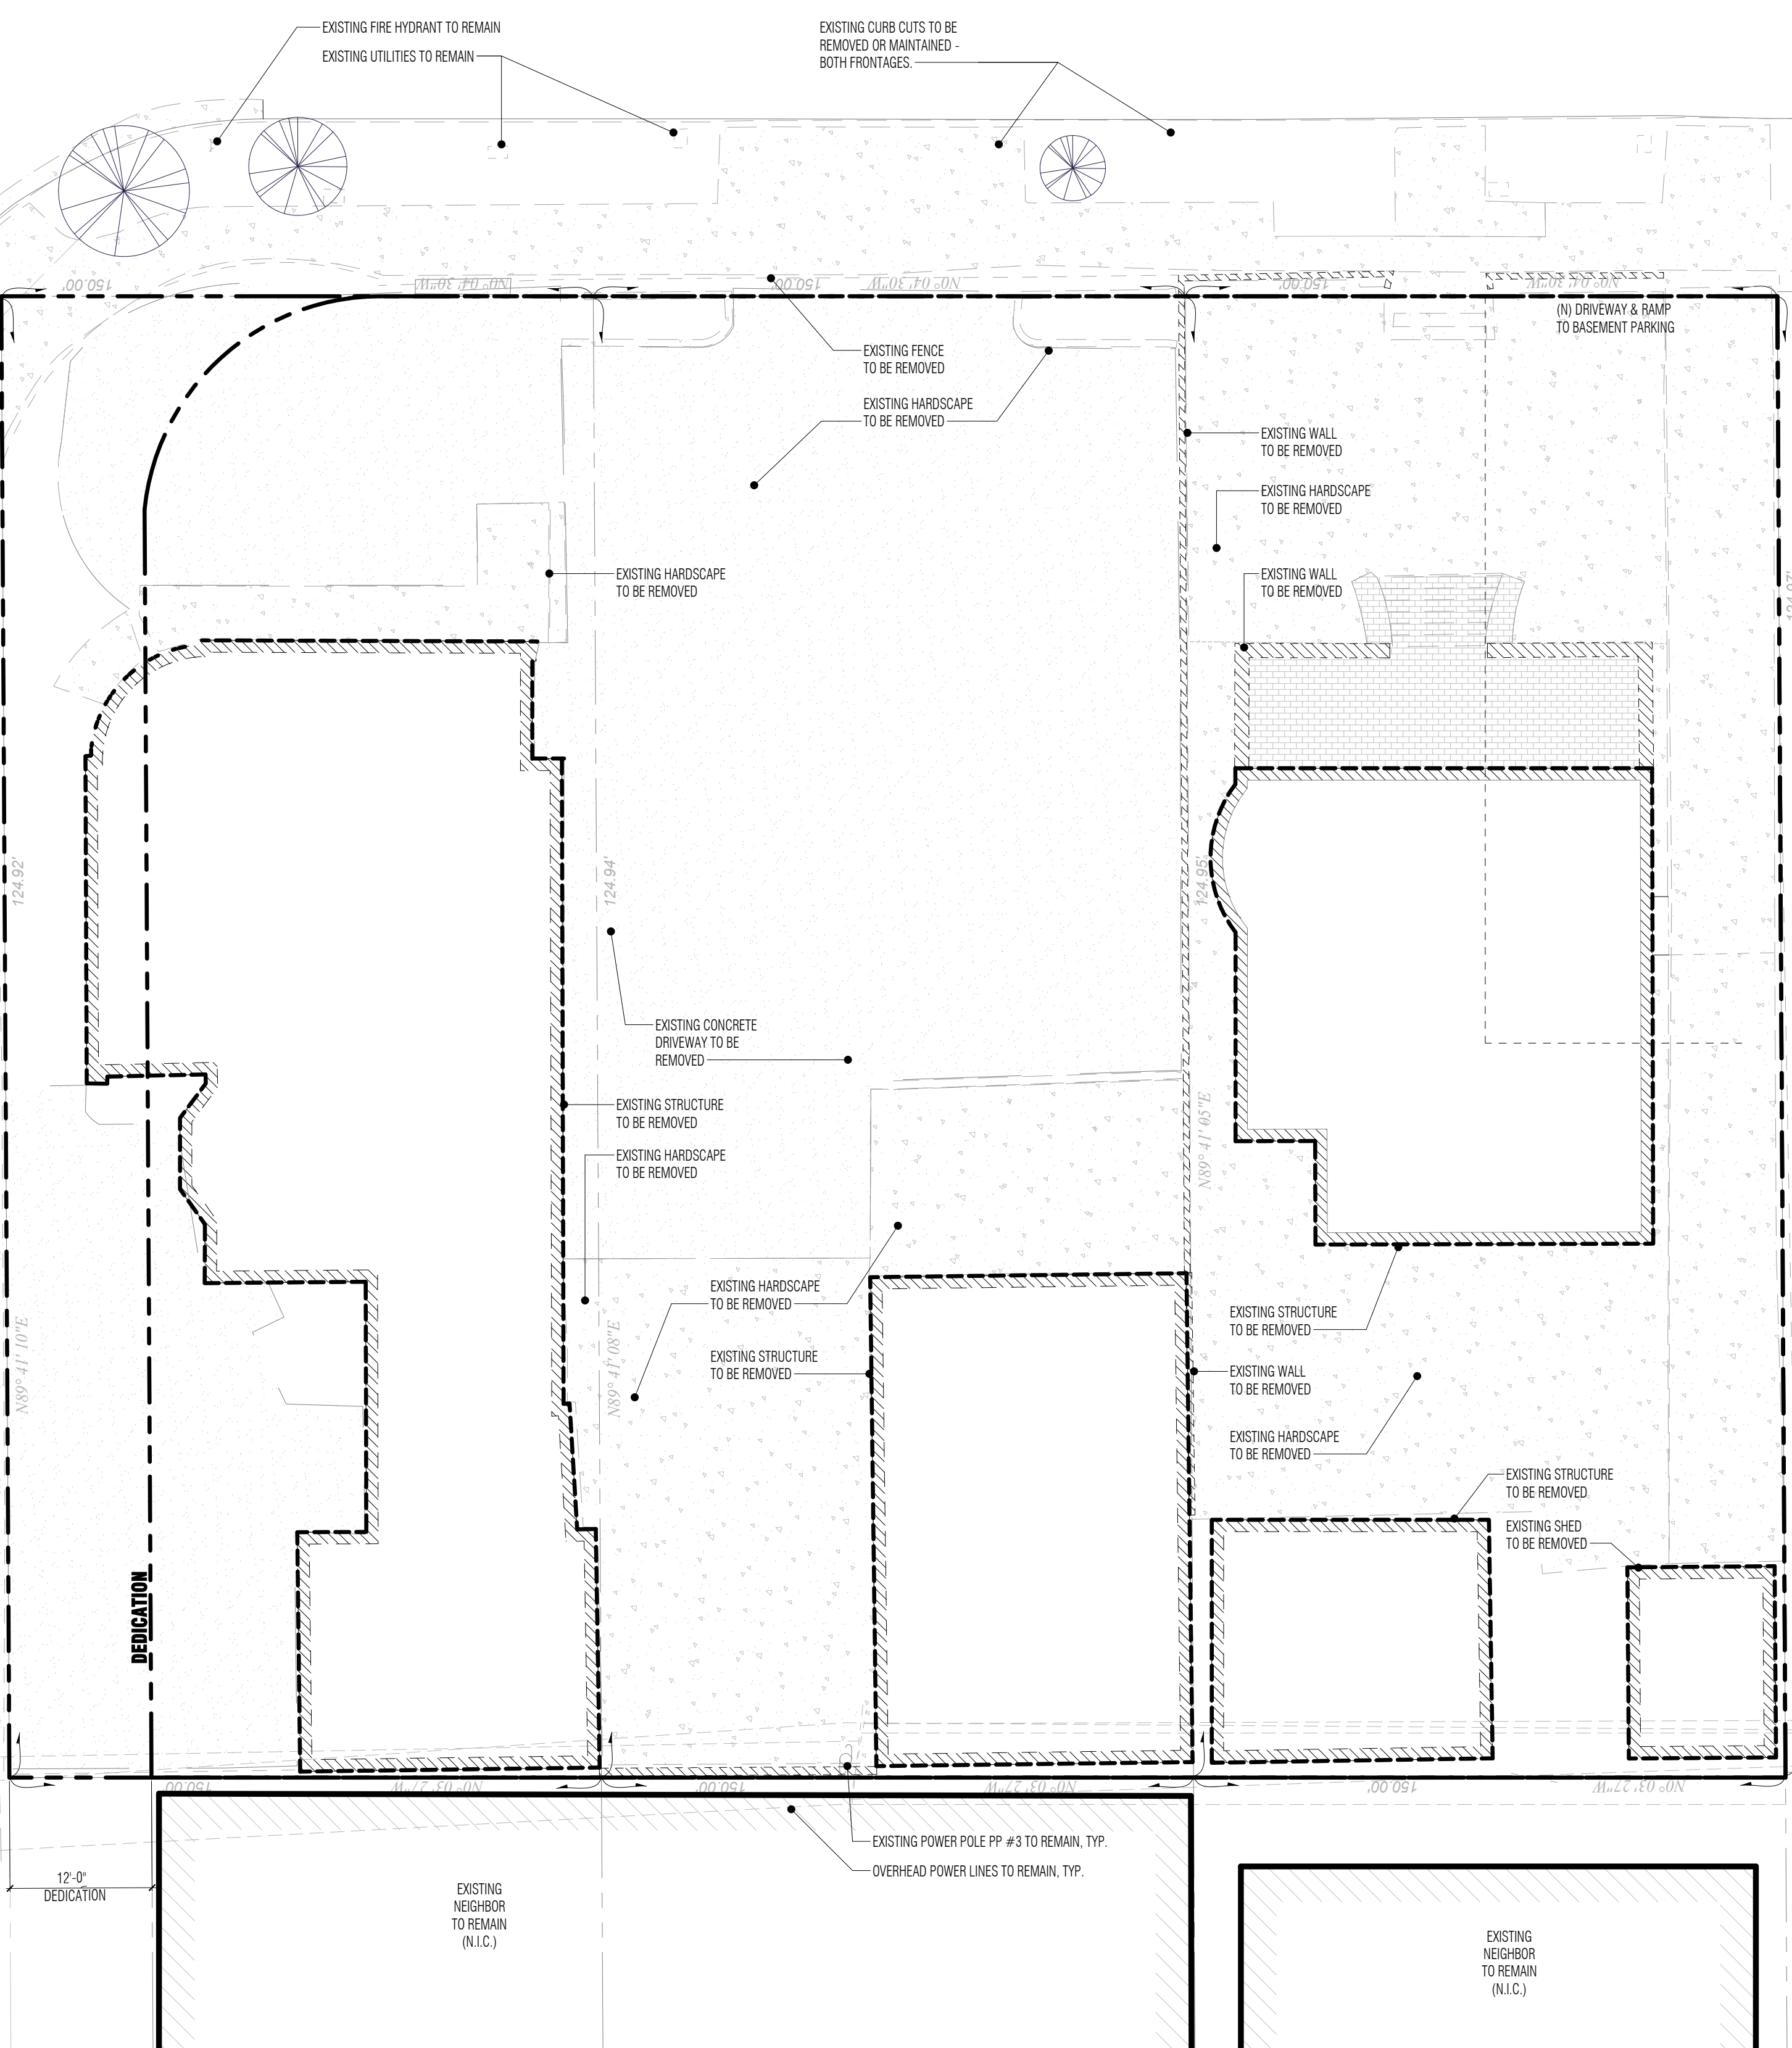 EXISTING FIRE HYDRANT TO REMAIN
EXISTING UTILITIES TO REMAIN
EXISTING CURB CUTS TO BE
REMOVED OR MAINTAINED -
BOTH FRONTAGES.
150.00'
N0° 04' 30"W
150.00'
N0° 04' 30"W
150.00'
N0° 04' 30"W
(N) DRIVEWAY & RAMP
TO BASEMENT PARKING
EXISTING FENCE
TO BE REMOVED
EXISTING HARDSCAPE
TO BE REMOVED
EXISTING WALL
TO BE REMOVED
EXISTING HARDSCAPE
TO BE REMOVED
EXISTING HARDSCAPE
TO BE REMOVED
EXISTING WALL
TO BE REMOVED
124.92'
124.94'
124.95'
EXISTING CONCRETE
DRIVEWAY TO BE
REMOVED
EXISTING STRUCTURE
TO BE REMOVED
N89° 41' 05"E
EXISTING HARDSCAPE
TO BE REMOVED
EXISTING HARDSCAPE
TO BE REMOVED
EXISTING STRUCTURE
TO BE REMOVED
N89° 41' 10"E
N89° 41' 08"E
EXISTING STRUCTURE
TO BE REMOVED
EXISTING WALL
TO BE REMOVED
EXISTING HARDSCAPE
TO BE REMOVED
EXISTING STRUCTURE
TO BE REMOVED
EXISTING SHED
TO BE REMOVED
DEDICATION
150.00'
N0° 03' 27"W
150.00'
N0° 03' 27"W
150.00'
N0° 03' 27"W
EXISTING POWER POLE PP #3 TO REMAIN, TYP.
OVERHEAD POWER LINES TO REMAIN, TYP.
12'-0"
DEDICATION
EXISTING
NEIGHBOR
TO REMAIN
(N.I.C.)
EXISTING
NEIGHBOR
TO REMAIN
(N.I.C.)